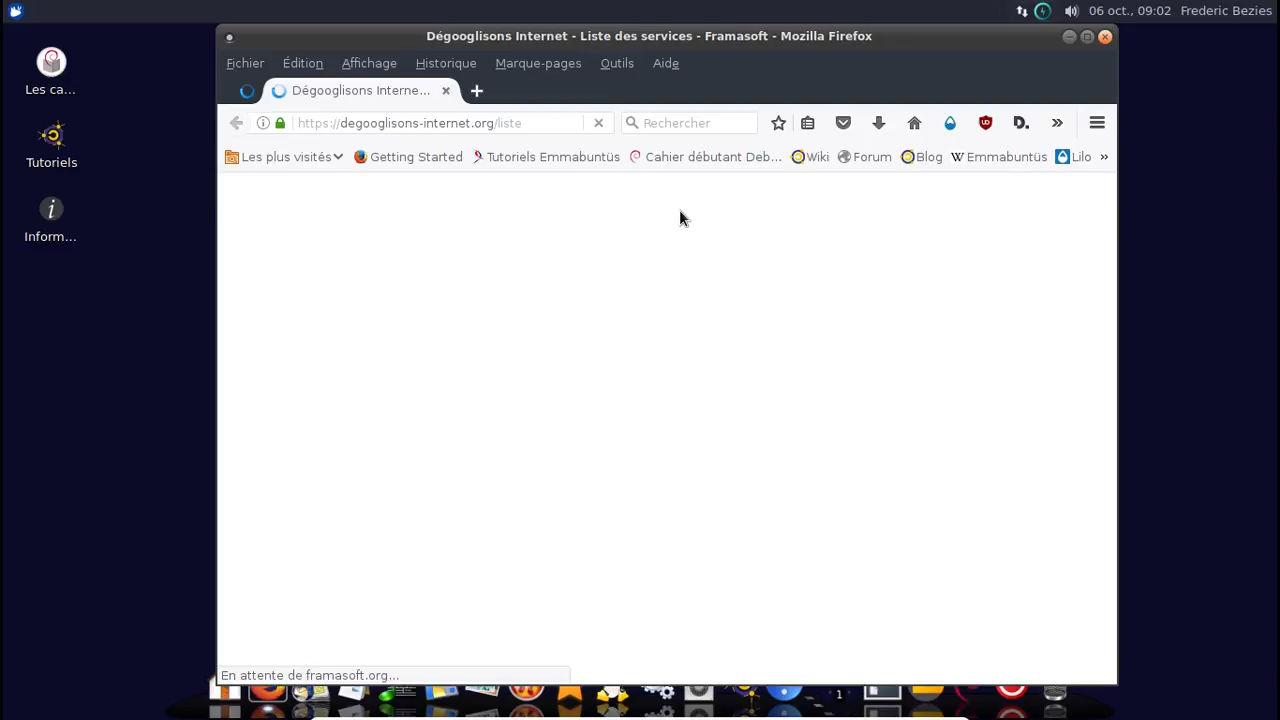 06 oct., 09:02 Frederic Bezies
Dégooglisons Internet - Liste des services - Framasoft - Mozilla Firefox
Fichier Édition Affichage Historique Marque-pages Outils Aide
Dégooglisons Interne...
https://degooglisons-internet.org/liste Rechercher UD D.
Les plus visités Getting Started Tutoriels Emmabuntüs Cahier débutant Deb... Wiki Forum Blog W Emmabuntüs Lilo
Les ca...
Tutoriels
i
Inform...
En attente de framasoft.org...
1